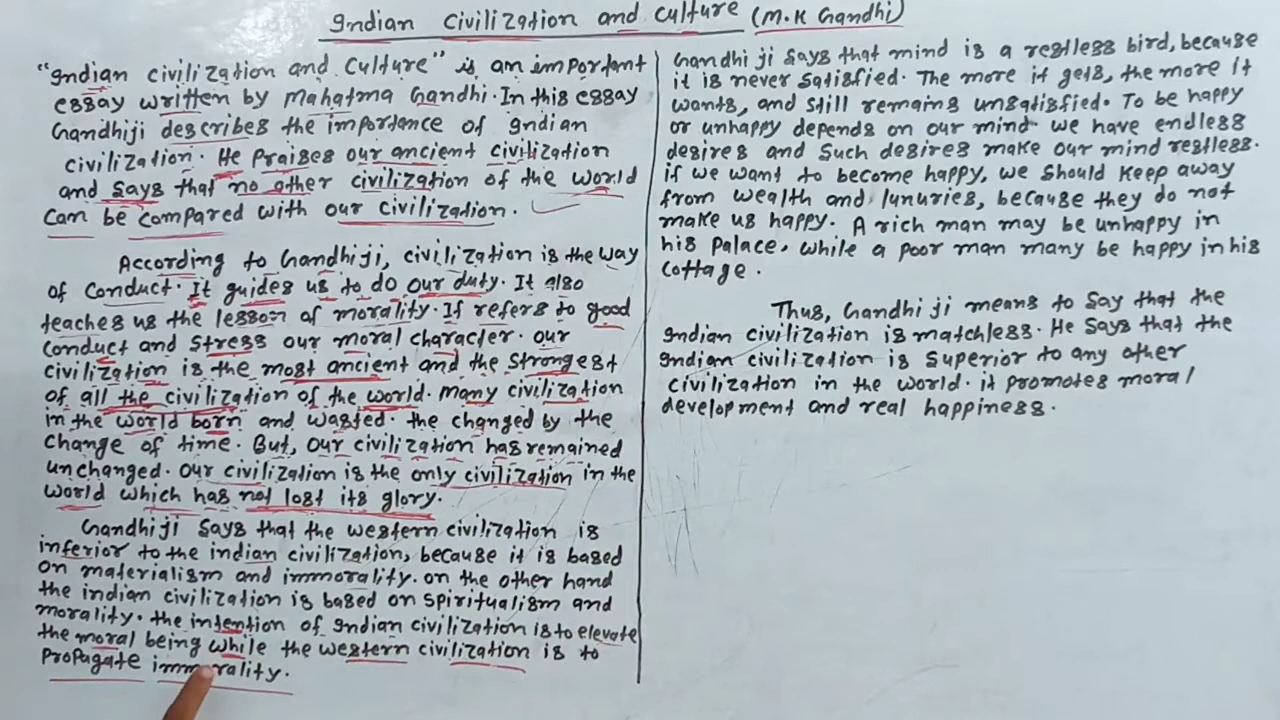 Indian Civilization and Culture (M.K Gandhi)
"Indian civilization and Culture" is an important
essay written by Mahatma Gandhi. In this essay
Gandhiji describes the importance of Indian
civilization. He Praises our ancient civilization
and says that no other civilization of the world
can be compared with our civilization.
According to Gandhiji, civilization is the way
of conduct. It guides us to do our duty. It also
teaches us the lesson of morality. If refers to good
conduct and stress our moral character. our
civilization is the most ancient and the strongest
of all the civilization of the world. many civilization
in the world born and wasted. the changed by the
change of time. But, our civilization has remained
unchanged. our civilization is the only civilization in the
world which has not lost its glory.
Gandhiji says that the western civilization is
inferior to the indian civilization, because it is based
on materialism and immorality. on the other hand
the indian civilization is based on spiritualism and
morality. the intention of Indian civilization is to elevate
the moral being while the western civilization is to
Propagate immorality.
Gandhi ji says that mind is a restless bird, because
it is never satisfied. The more it gets, the more it
wants, and still remains unsatisfied. To be happy
or unhappy depends on our mind we have endless
desires and such desires make our mind restless.
if we want to become happy, we should keep away
from wealth and lunuries, because they do not
make us happy. A rich man may be unhappy in
his palace, while a poor man many be happy in his
cottage.
Thus, Gandhi ji means to say that the
Indian civilization is matchless. He says that the
Indian civilization is superior to any other
civilization in the world. it promotes moral
development and real happiness.